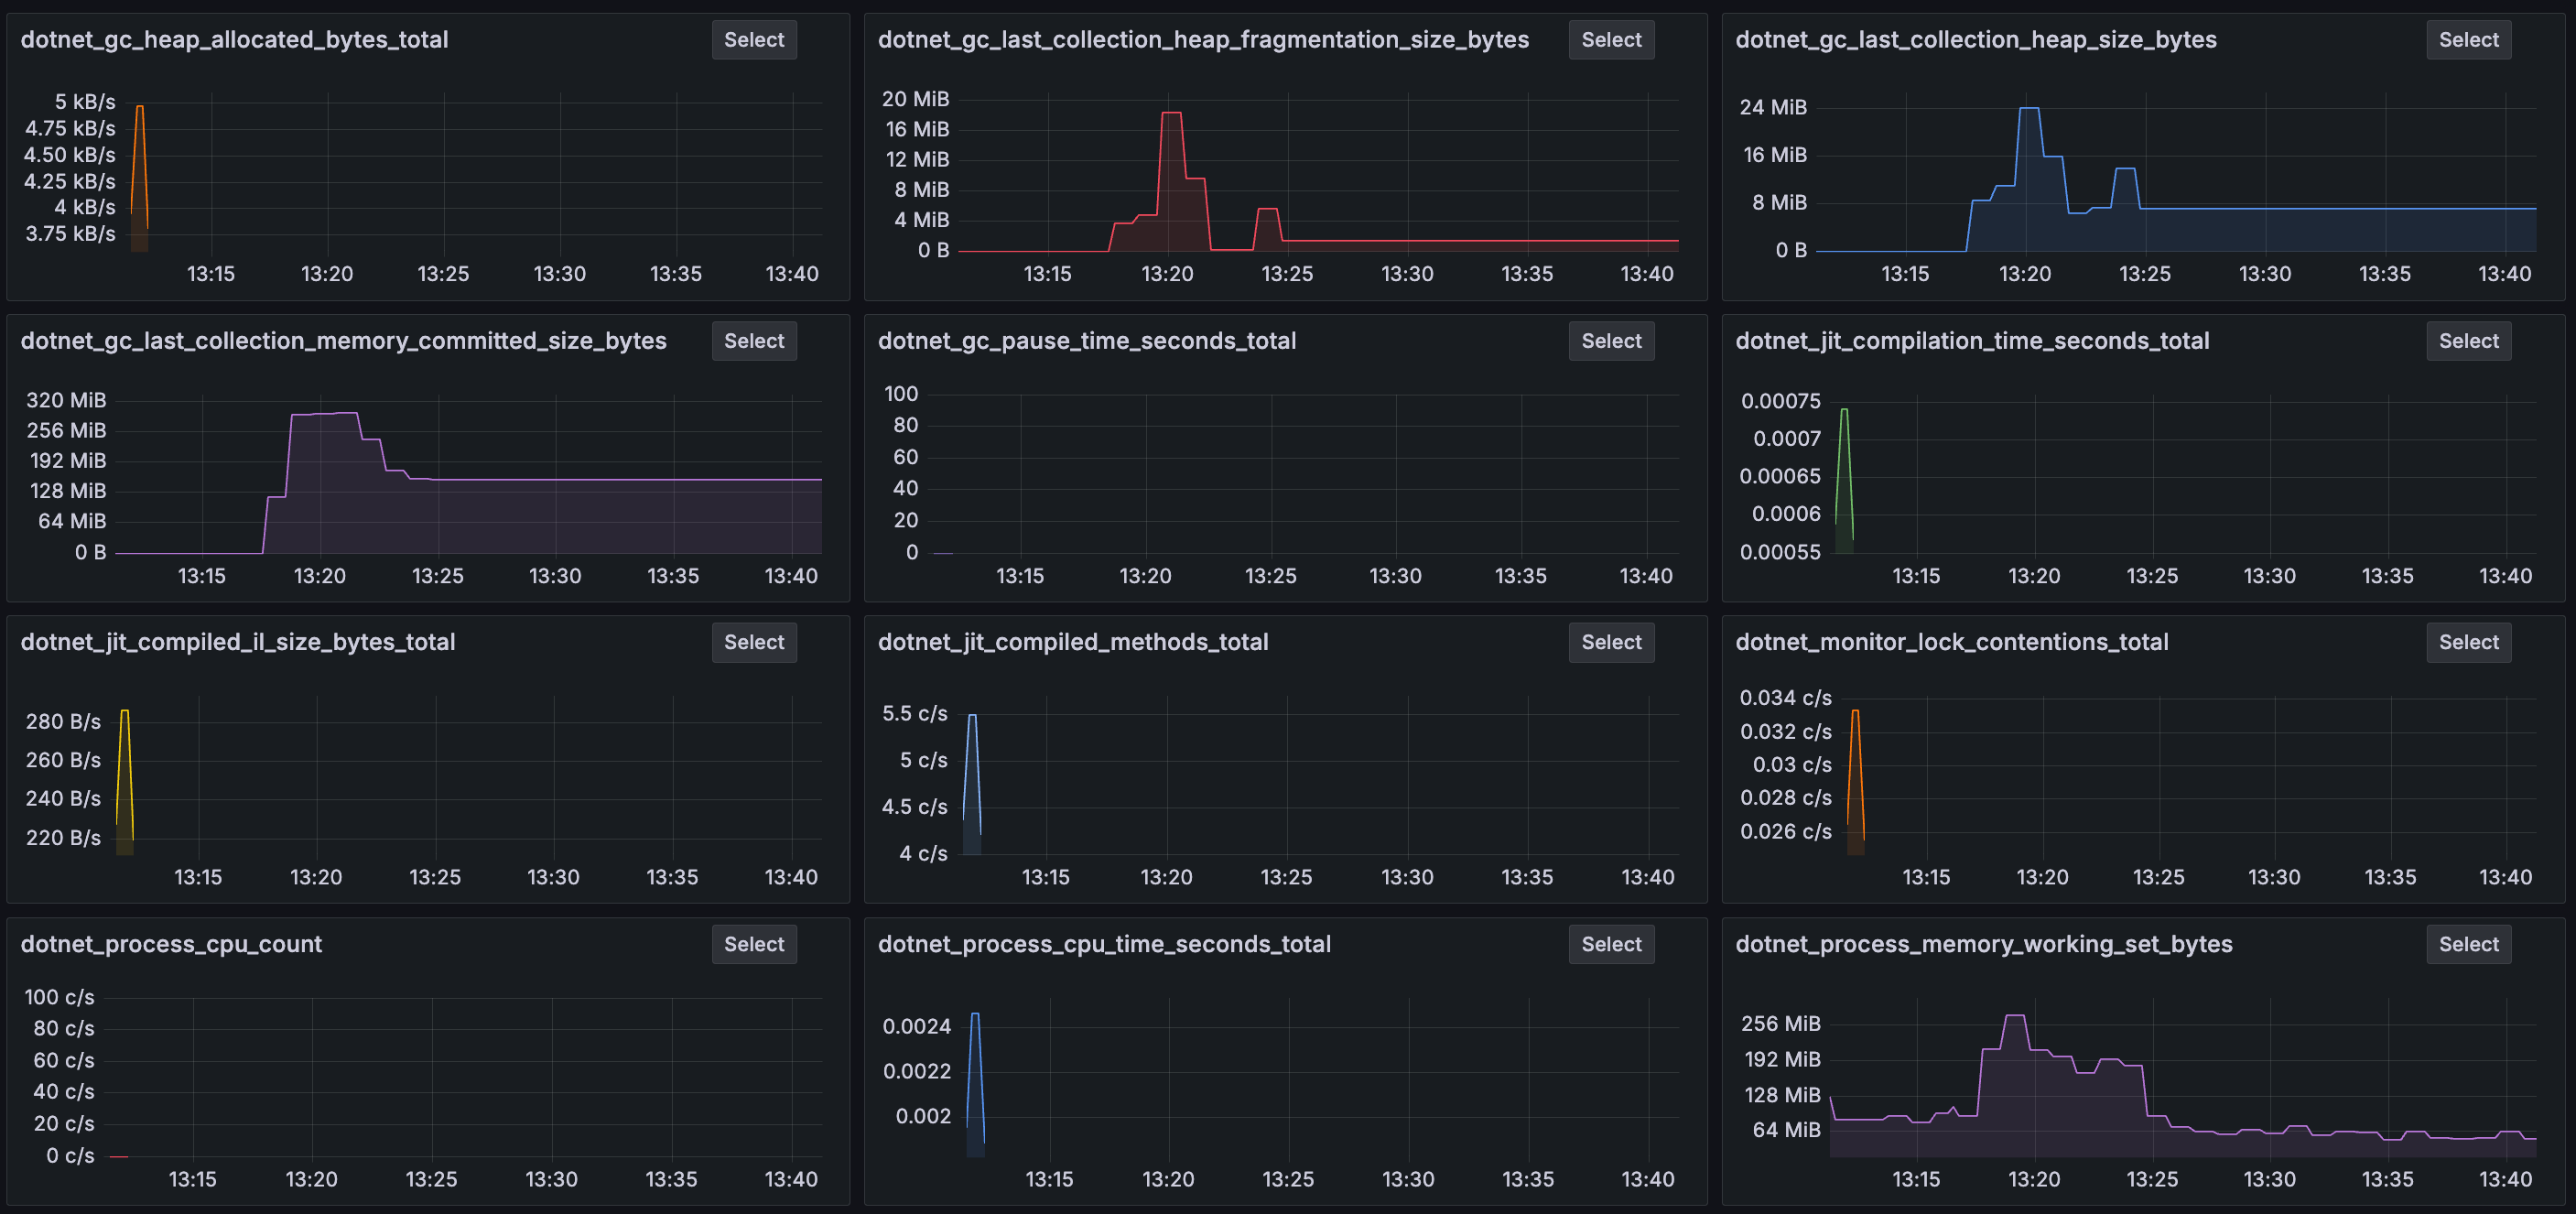 dotnet_gc_heap_allocated_bytes_total
Select
5 kB/s
4.75 kB/s
4.50 kB/s
4.25 kB/s
4 kB/s
3.75 kB/s
13:15 13:20 13:25 13:30 13:35 13:40
dotnet_gc_last_collection_heap_fragmentation_size_bytes
Select
20 MiB
16 MiB
12 MiB
8 MiB
4 MiB
0 B
13:15 13:20 13:25 13:30 13:35 13:40
dotnet_gc_last_collection_heap_size_bytes
Select
24 MiB
16 MiB
8 MiB
0 B
13:15 13:20 13:25 13:30 13:35 13:40
dotnet_gc_last_collection_memory_committed_size_bytes
Select
320 MiB
256 MiB
192 MiB
128 MiB
64 MiB
0 B
13:15 13:20 13:25 13:30 13:35 13:40
dotnet_gc_pause_time_seconds_total
Select
100
80
60
40
20
0
13:15 13:20 13:25 13:30 13:35 13:40
dotnet_jit_compilation_time_seconds_total
Select
0.00075
0.0007
0.00065
0.0006
0.00055
13:15 13:20 13:25 13:30 13:35 13:40
dotnet_jit_compiled_il_size_bytes_total
Select
280 B/s
260 B/s
240 B/s
220 B/s
13:15 13:20 13:25 13:30 13:35 13:40
dotnet_jit_compiled_methods_total
Select
5.5 c/s
5 c/s
4.5 c/s
4 c/s
13:15 13:20 13:25 13:30 13:35 13:40
dotnet_monitor_lock_contentions_total
Select
0.034 c/s
0.032 c/s
0.03 c/s
0.028 c/s
0.026 c/s
13:15 13:20 13:25 13:30 13:35 13:40
dotnet_process_cpu_count
Select
100 c/s
80 c/s
60 c/s
40 c/s
20 c/s
0 c/s
13:15 13:20 13:25 13:30 13:35 13:40
dotnet_process_cpu_time_seconds_total
Select
0.0024
0.0022
0.002
13:15 13:20 13:25 13:30 13:35 13:40
dotnet_process_memory_working_set_bytes
Select
256 MiB
192 MiB
128 MiB
64 MiB
13:15 13:20 13:25 13:30 13:35 13:40